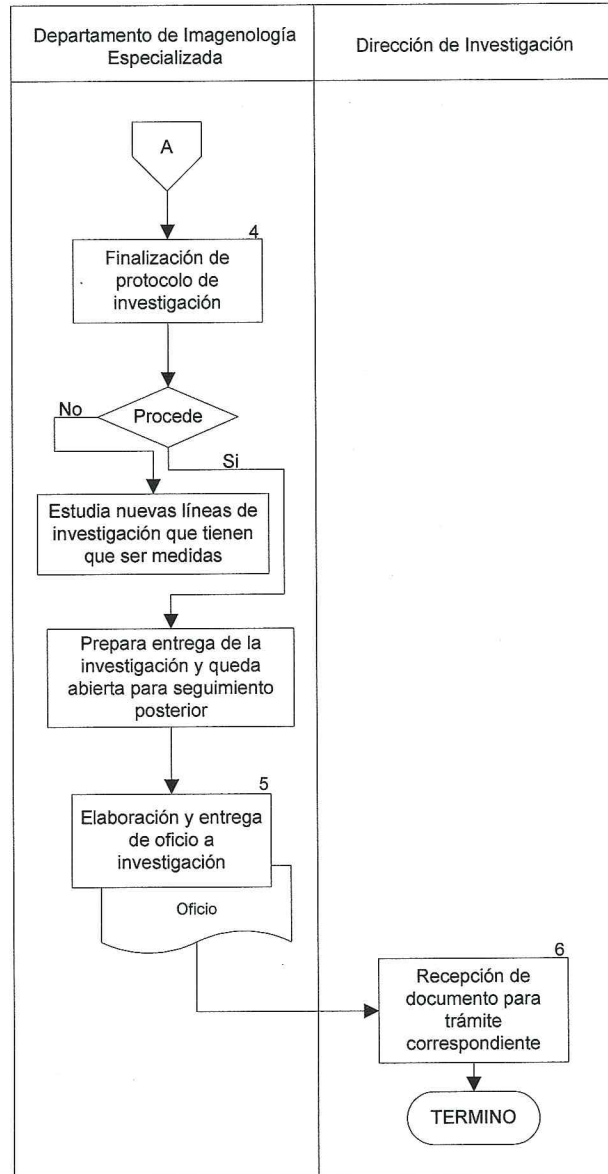 Departamento de Imagenología
Especializada
Dirección de Investigación
A
4
Finalización de
protocolo de
investigación
No
Procede
Si
Estudia nuevas líneas de
investigación que tienen
que ser medidas
Prepara entrega de la
investigación y queda
abierta para seguimiento
posterior
5
Elaboración y entrega
de oficio a
investigación
Oficio
6
Recepción de
documento para
trámite
correspondiente
TERMINO